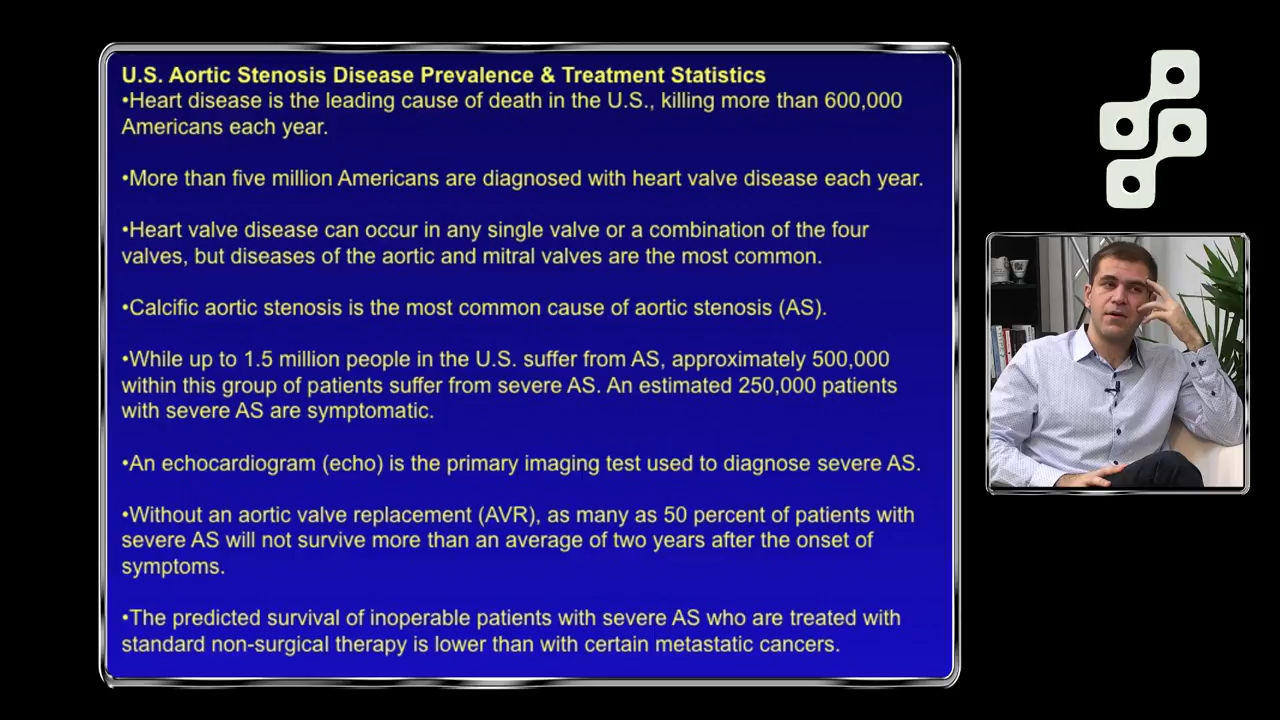 U.S. Aortic Stenosis Disease Prevalence & Treatment Statistics
•Heart disease is the leading cause of death in the U.S., killing more than 600,000
Americans each year.
•More than five million Americans are diagnosed with heart valve disease each year.
•Heart valve disease can occur in any single valve or a combination of the four
valves, but diseases of the aortic and mitral valves are the most common.
•Calcific aortic stenosis is the most common cause of aortic stenosis (AS).
•While up to 1.5 million people in the U.S. suffer from AS, approximately 500,000
within this group of patients suffer from severe AS. An estimated 250,000 patients
with severe AS are symptomatic.
•An echocardiogram (echo) is the primary imaging test used to diagnose severe AS.
•Without an aortic valve replacement (AVR), as many as 50 percent of patients with
severe AS will not survive more than an average of two years after the onset of
symptoms.
•The predicted survival of inoperable patients with severe AS who are treated with
standard non-surgical therapy is lower than with certain metastatic cancers.